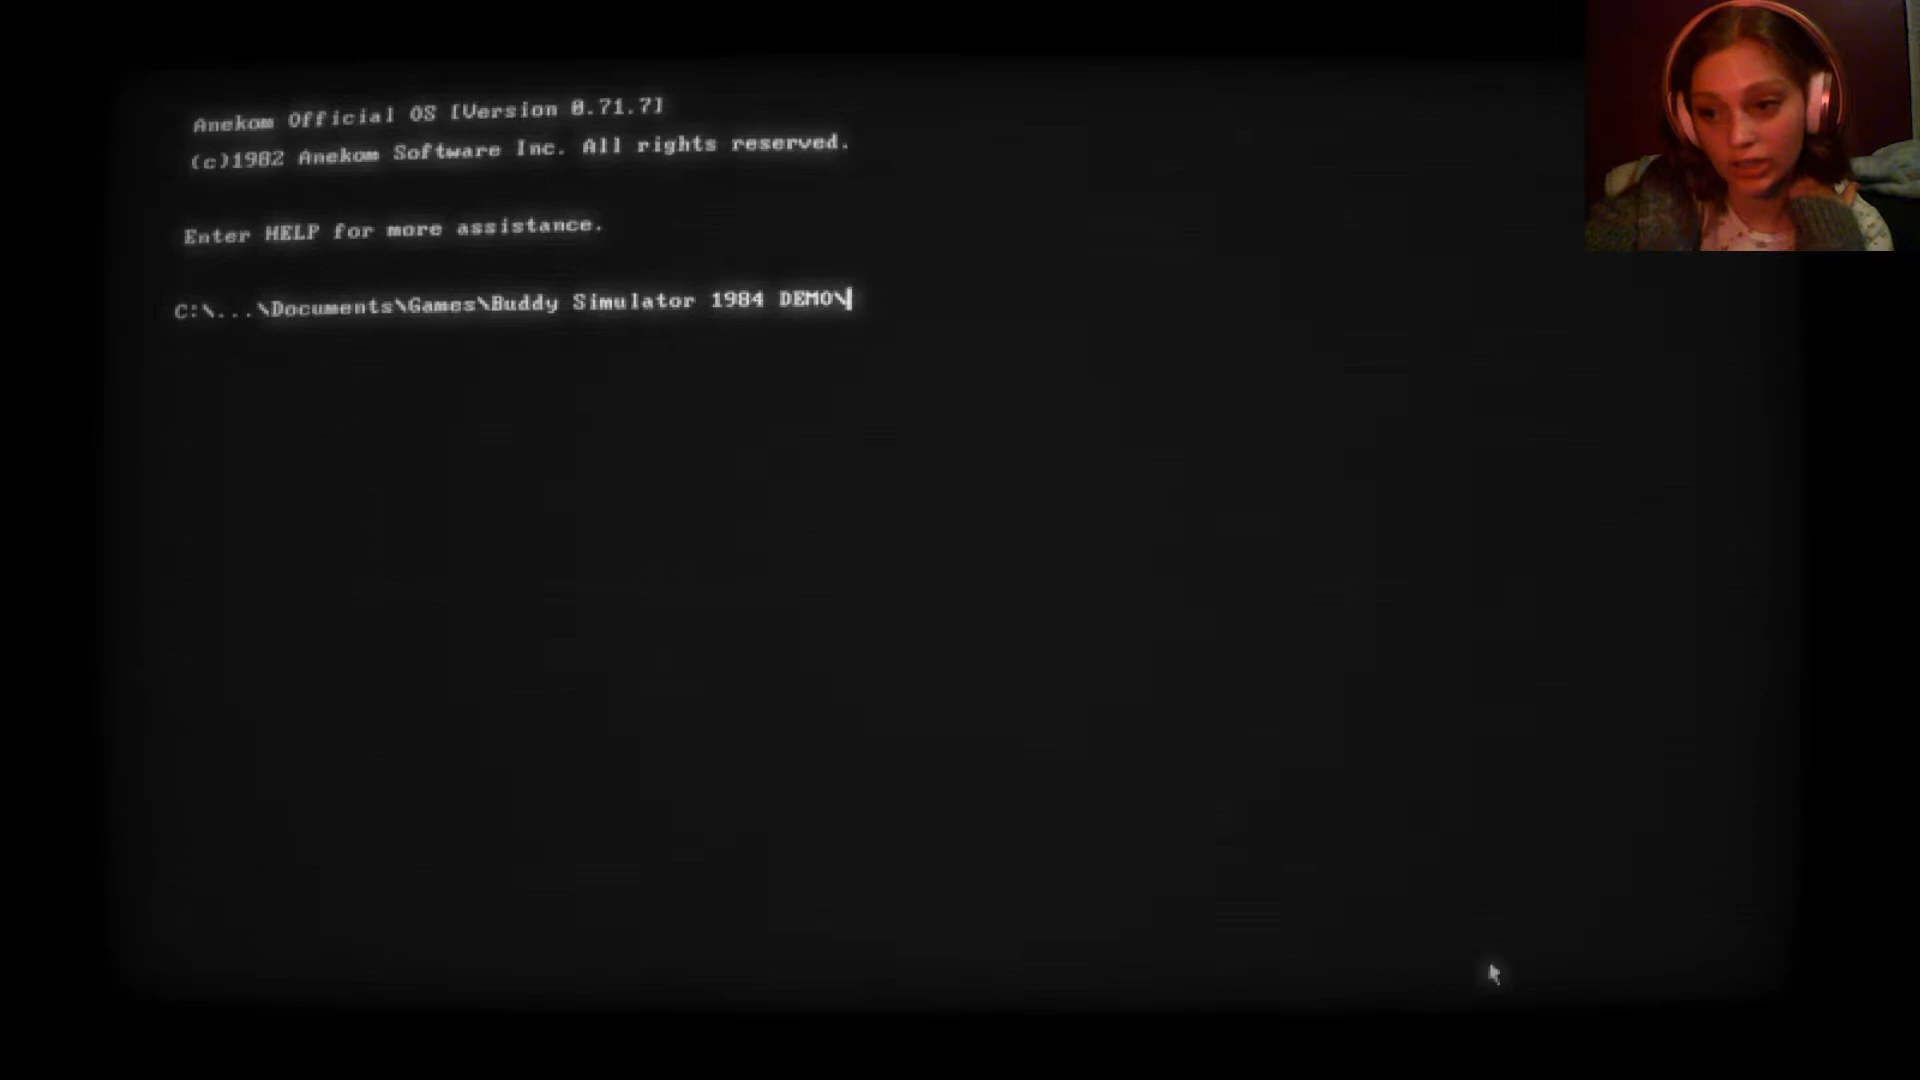 Anekom Official OS [Version 0.71.7]
(c)1982 Anekom Software Inc. All rights reserved.
Enter HELP for more assistance.
C:\...\Documents\Games\Buddy Simulator 1984 DEMO\